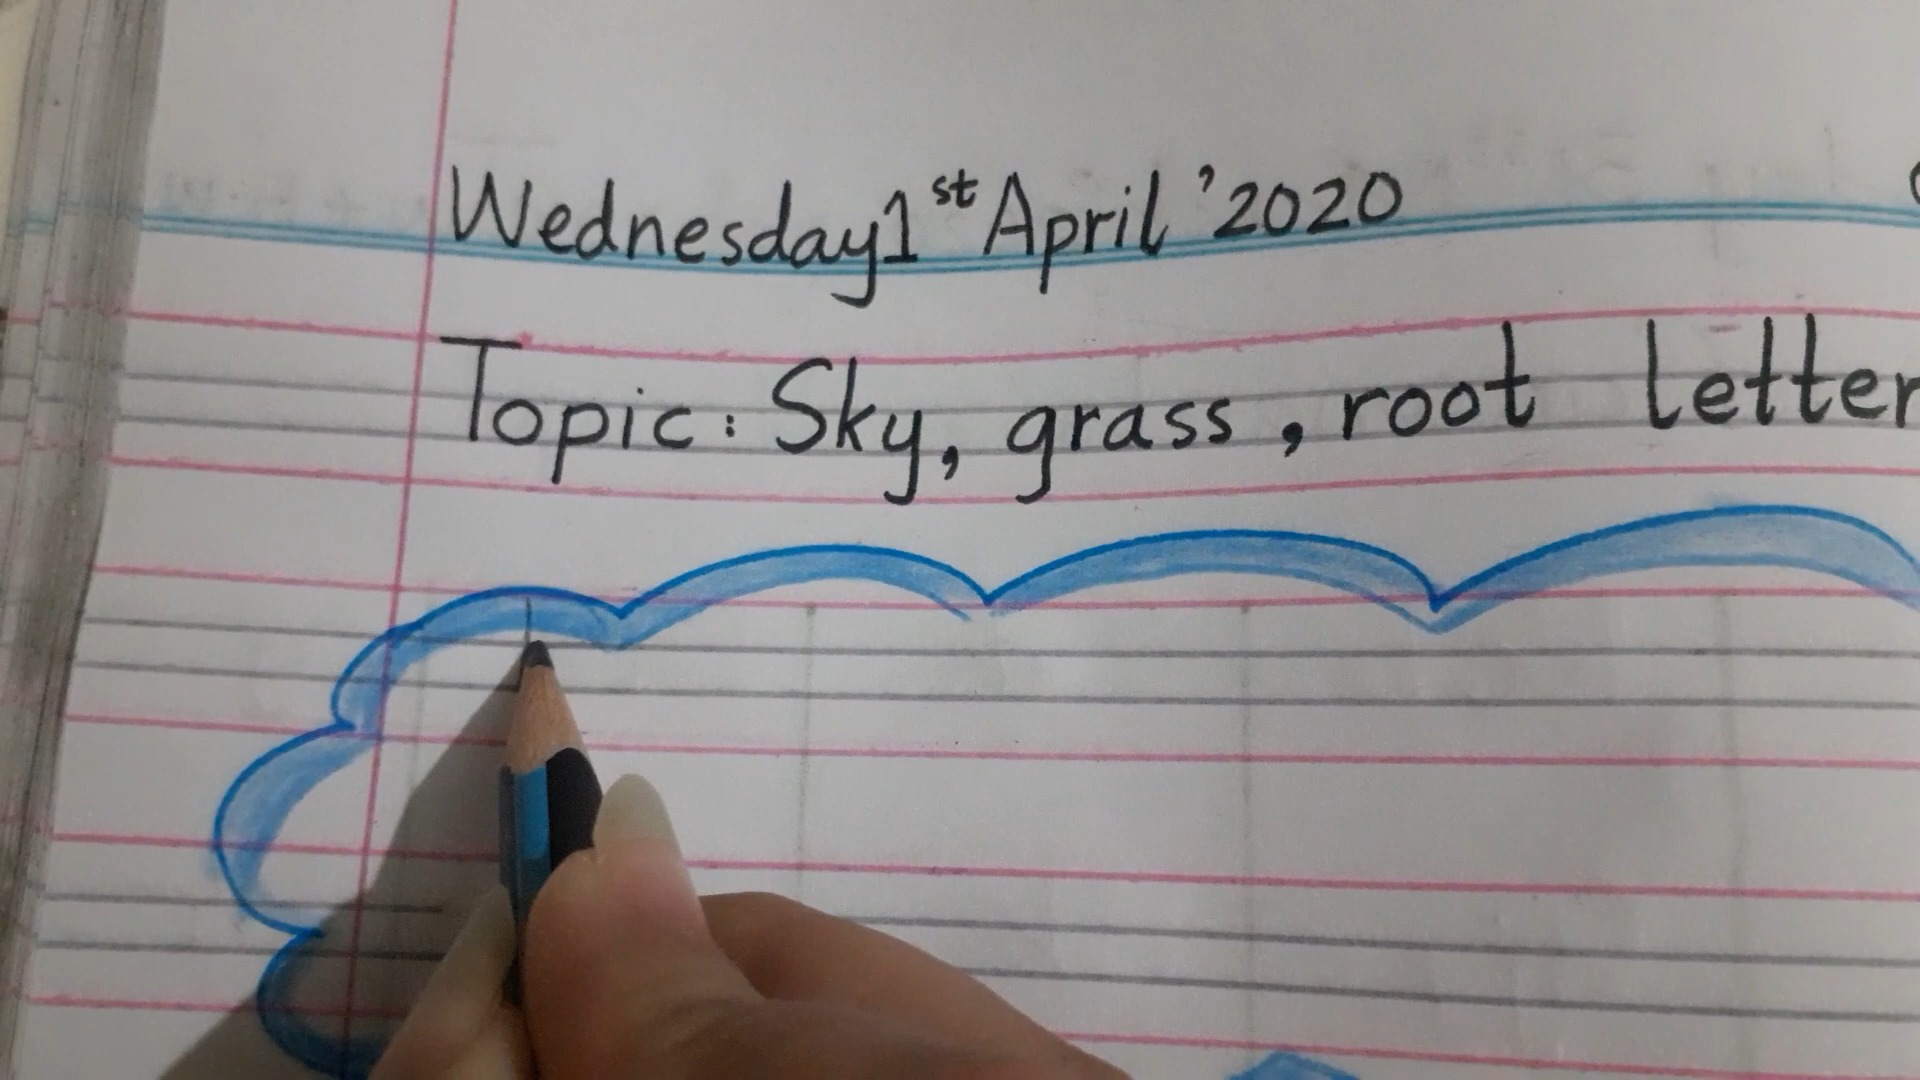 Wednesday 1st April '2020
Topic: Sky, grass, root letter